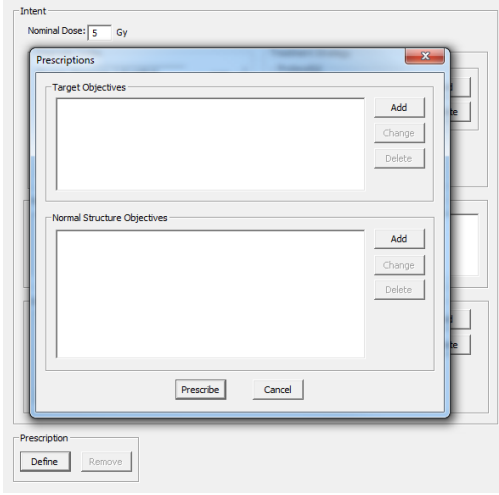 Intent
Nominal Dose: 5 Gy
Prescriptions
Target Objectives
Add
Change
Delete
Normal Structure Objectives
Add
Change
Delete
Prescribe Cancel
Prescription
Define Remove